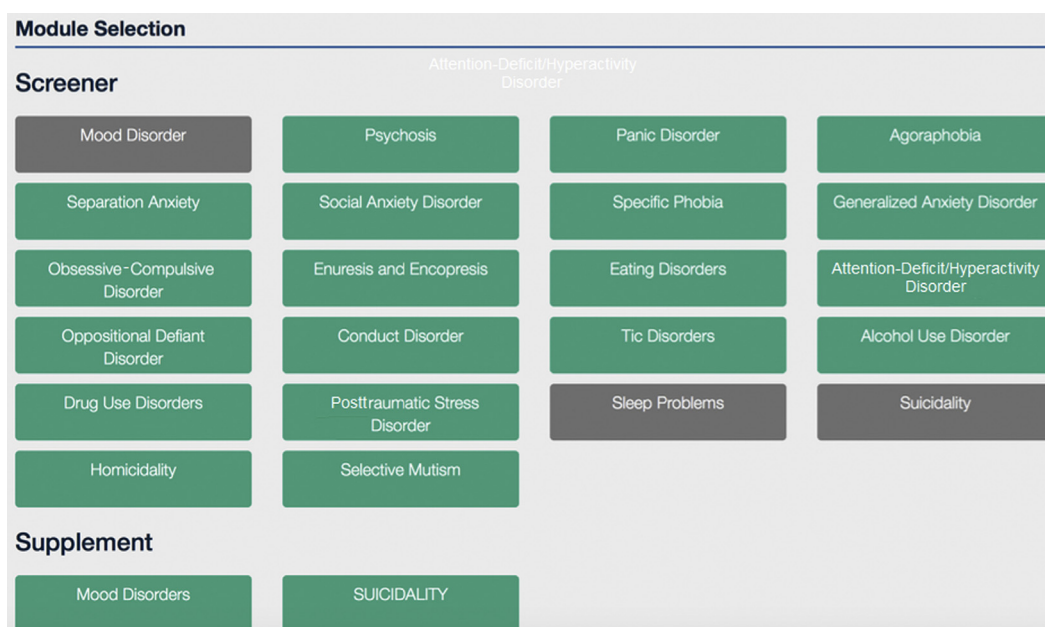 Module Selection
Attention-Deficit/Hyperactivity
Disorder
Screener
Mood Disorder
Psychosis
Panic Disorder
Agoraphobia
Separation Anxiety
Social Anxiety Disorder
Specific Phobia
Generalized Anxiety Disorder
Obsessive-Compulsive
Disorder
Enuresis and Encopresis
Eating Disorders
Attention-Deficit/Hyperactivity
Disorder
Oppositional Defiant
Disorder
Conduct Disorder
Tic Disorders
Alcohol Use Disorder
Drug Use Disorders
Posttraumatic Stress
Disorder
Sleep Problems
Suicidality
Homicidality
Selective Mutism
Supplement
Mood Disorders
SUICIDALITY